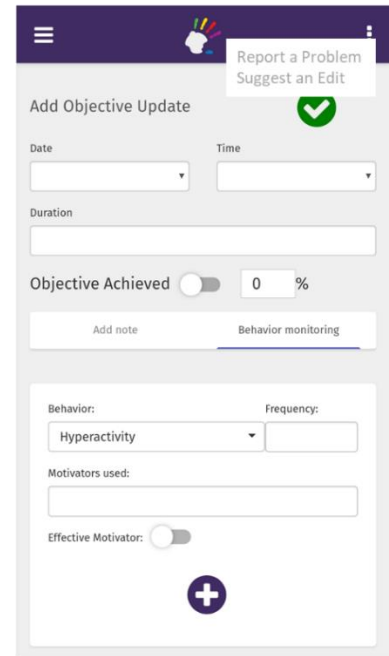 Report a Problem
Suggest an Edit
Add Objective Update
Date Time
Duration
Objective Achieved 0 %
Add note Behavior monitoring
Behavior: Frequency:
Hyperactivity
Motivators used:
Effective Motivator: